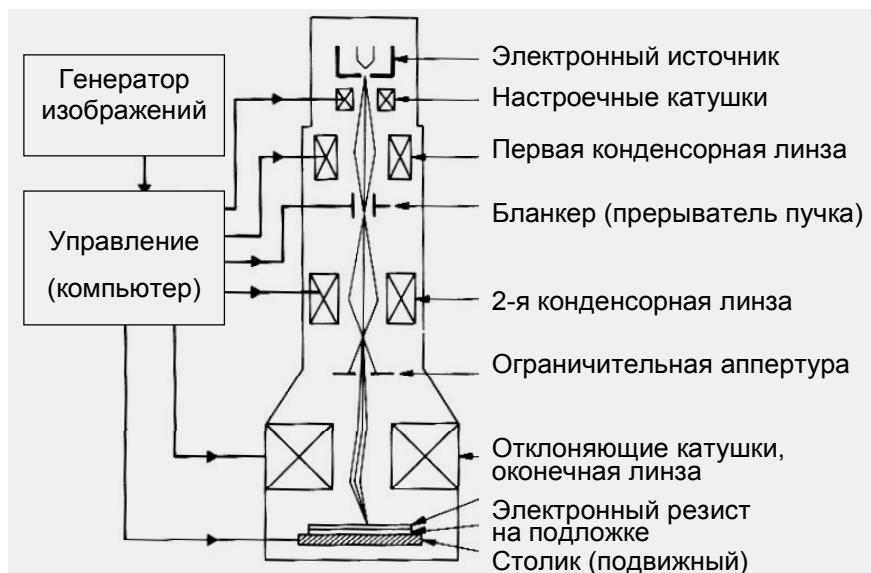 Генератор
изображений
Управление
(компьютер)
Электронный источник
Настроечные катушки
Первая конденсорная линза
Бланкер (прерыватель пучка)
2-я конденсорная линза
Ограничительная аппертура
Отклоняющие катушки,
оконечная линза
Электронный резист
на подложке
Столик (подвижный)